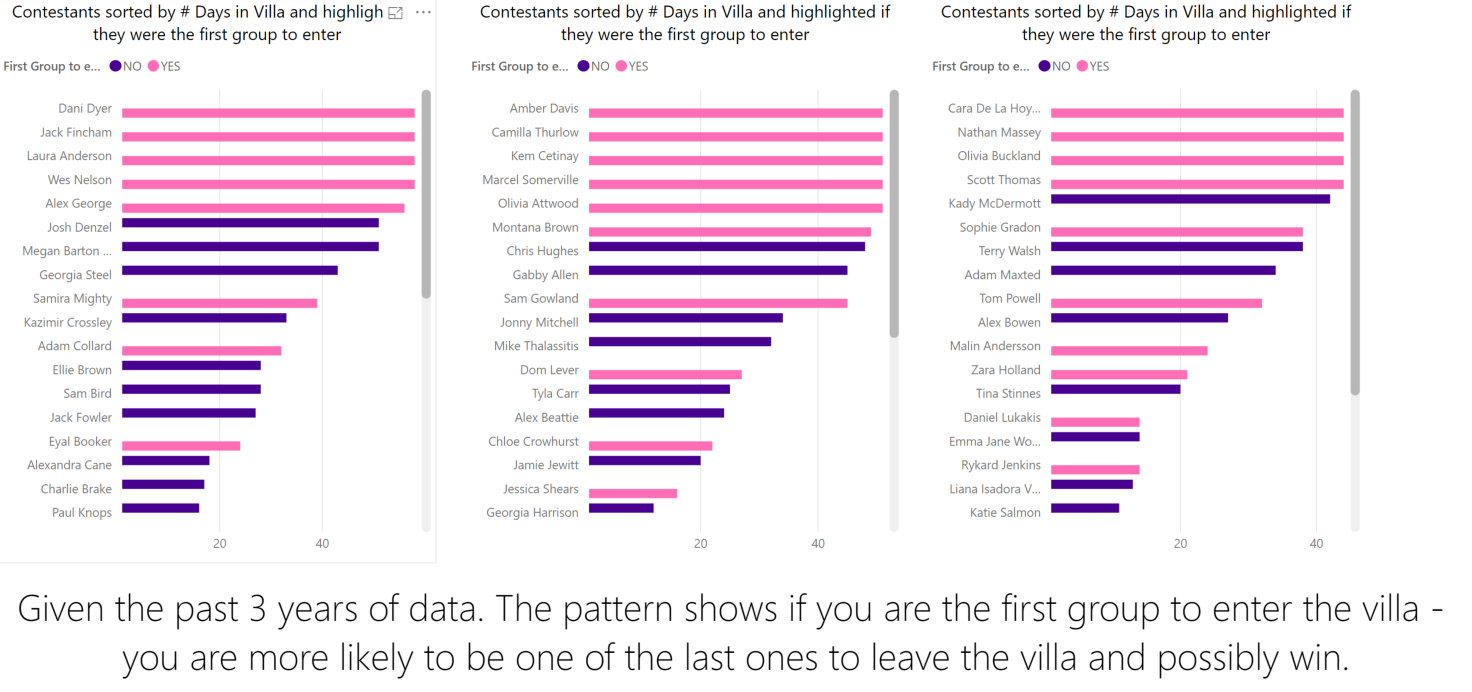 Contestants sorted by # Days in Villa and highligh ...
they were the first group to enter
First Group to e... NO YES
Dani Dyer
Jack Fincham
Laura Anderson
Wes Nelson
Alex George
Josh Denzel
Megan Barton ...
Georgia Steel
Samira Mighty
Kazimir Crossley
Adam Collard
Ellie Brown
Sam Bird
Jack Fowler
Eyal Booker
Alexandra Cane
Charlie Brake
Paul Knops
20 40
Contestants sorted by # Days in Villa and highlighted if
they were the first group to enter
First Group to e... NO YES
Amber Davis
Camilla Thurlow
Kem Cetinay
Marcel Somerville
Olivia Attwood
Montana Brown
Chris Hughes
Gabby Allen
Sam Gowland
Jonny Mitchell
Mike Thalassitis
Dom Lever
Tyla Carr
Alex Beattie
Chloe Crowhurst
Jamie Jewitt
Jessica Shears
Georgia Harrison
20 40
Contestants sorted by # Days in Villa and highlighted if
they were the first group to enter
First Group to e... NO YES
Cara De La Hoy...
Nathan Massey
Olivia Buckland
Scott Thomas
Kady McDermott
Sophie Gradon
Terry Walsh
Adam Maxted
Tom Powell
Alex Bowen
Malin Andersson
Zara Holland
Tina Stinnes
Daniel Lukakis
Emma Jane Wo...
Rykard Jenkins
Liana Isadora V...
Katie Salmon
20 40
Given the past 3 years of data. The pattern shows if you are the first group to enter the villa -
you are more likely to be one of the last ones to leave the villa and possibly win.